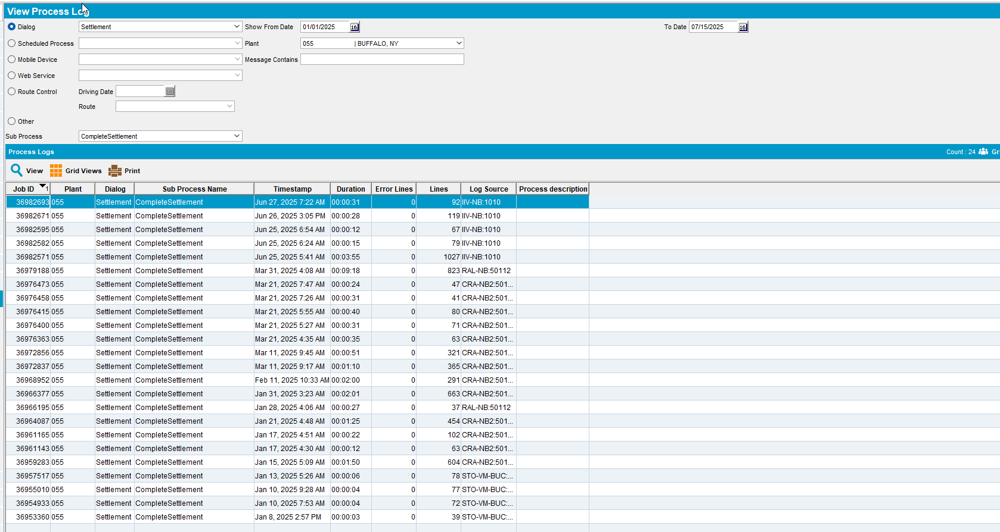 View Process Log
Dialog Settlement Show From Date 01/01/2025 16 To Date 07/15/2025 16
Scheduled Process Plant 055 | BUFFALO, NY
Mobile Device Message Contains
Web Service
Route Control Driving Date 16
Route
Other
Sub Process CompleteSettlement
Process Logs Count : 24 Gr
View Grid Views Print
Job ID 1 Plant Dialog Sub Process Name Timestamp Duration Error Lines Lines Log Source Process description
36982693 055 Settlement CompleteSettlement Jun 27, 2025 7:22 AM 00:00:31 0 92 IIV-NB:1010
36982671 055 Settlement CompleteSettlement Jun 26, 2025 3:05 PM 00:00:28 0 119 IIV-NB:1010
36982595 055 Settlement CompleteSettlement Jun 25, 2025 6:54 AM 00:00:12 0 67 IIV-NB:1010
36982582 055 Settlement CompleteSettlement Jun 25, 2025 6:24 AM 00:00:15 0 79 IIV-NB:1010
36982571 055 Settlement CompleteSettlement Jun 25, 2025 5:41 AM 00:03:55 0 1027 IIV-NB:1010
36979188 055 Settlement CompleteSettlement Mar 31, 2025 4:08 AM 00:09:18 0 823 RAL-NB:50112
36976473 055 Settlement CompleteSettlement Mar 21, 2025 7:47 AM 00:00:24 0 47 CRA-NB2:501...
36976458 055 Settlement CompleteSettlement Mar 21, 2025 7:26 AM 00:00:31 0 41 CRA-NB2:501...
36976415 055 Settlement CompleteSettlement Mar 21, 2025 5:55 AM 00:00:40 0 80 CRA-NB2:501...
36976400 055 Settlement CompleteSettlement Mar 21, 2025 5:27 AM 00:00:31 0 71 CRA-NB2:501...
36976363 055 Settlement CompleteSettlement Mar 21, 2025 4:35 AM 00:00:35 0 63 CRA-NB2:501...
36972856 055 Settlement CompleteSettlement Mar 11, 2025 9:45 AM 00:00:51 0 321 CRA-NB2:501...
36972837 055 Settlement CompleteSettlement Mar 11, 2025 9:17 AM 00:01:10 0 365 CRA-NB2:501...
36968952 055 Settlement CompleteSettlement Feb 11, 2025 10:33 AM 00:02:00 0 291 CRA-NB2:501...
36966377 055 Settlement CompleteSettlement Jan 31, 2025 3:23 AM 00:02:01 0 663 CRA-NB2:501...
36966195 055 Settlement CompleteSettlement Jan 28, 2025 4:06 AM 00:00:27 0 37 RAL-NB:50112
36964087 055 Settlement CompleteSettlement Jan 21, 2025 4:48 AM 00:01:25 0 454 CRA-NB2:501...
36961165 055 Settlement CompleteSettlement Jan 17, 2025 4:51 AM 00:00:22 0 102 CRA-NB2:501...
36961143 055 Settlement CompleteSettlement Jan 17, 2025 4:30 AM 00:00:12 0 63 CRA-NB2:501...
36959283 055 Settlement CompleteSettlement Jan 15, 2025 5:09 AM 00:01:50 0 604 CRA-NB2:501...
36957517 055 Settlement CompleteSettlement Jan 13, 2025 5:26 AM 00:00:06 0 78 STO-VM-BUC:...
36955010 055 Settlement CompleteSettlement Jan 10, 2025 9:28 AM 00:00:04 0 77 STO-VM-BUC:...
36954933 055 Settlement CompleteSettlement Jan 10, 2025 7:53 AM 00:00:04 0 72 STO-VM-BUC:...
36953360 055 Settlement CompleteSettlement Jan 8, 2025 2:57 PM 00:00:03 0 39 STO-VM-BUC:...